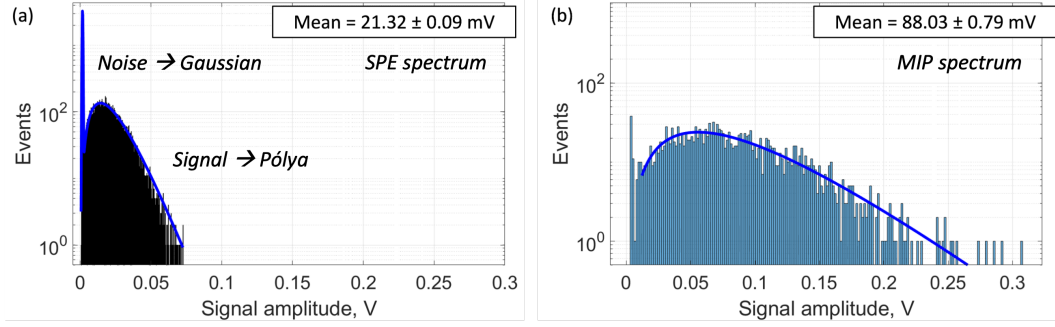 (a)
Mean = 21.32 ± 0.09 mV
Noise → Gaussian
SPE spectrum
Signal → Pólya
Events
10²
10⁰
0
0.05
0.1
0.15
0.2
0.25
0.3
Signal amplitude, V
(b)
Mean = 88.03 ± 0.79 mV
MIP spectrum
Events
10²
10⁰
0
0.05
0.1
0.15
0.2
0.25
0.3
Signal amplitude, V